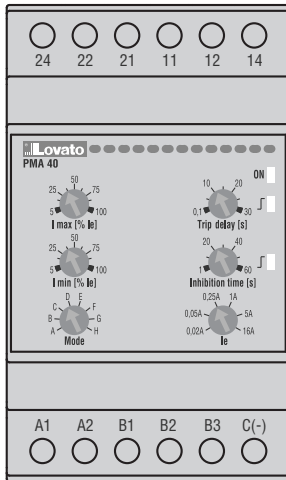 24 22 21 11 12 14
Lovato
PMA 40
ON
50
25 75
5 100
I max [% Ie]
10 20
0,1 30
Trip delay [s]
50
25 75
5 100
I min [% Ie]
20 40
1 60
Inhibition time [s]
D E
C F
B G
A H
Mode
0,25A 1A
0,05A 5A
0,02A 16A
Ie
A1 A2 B1 B2 B3 C(-)